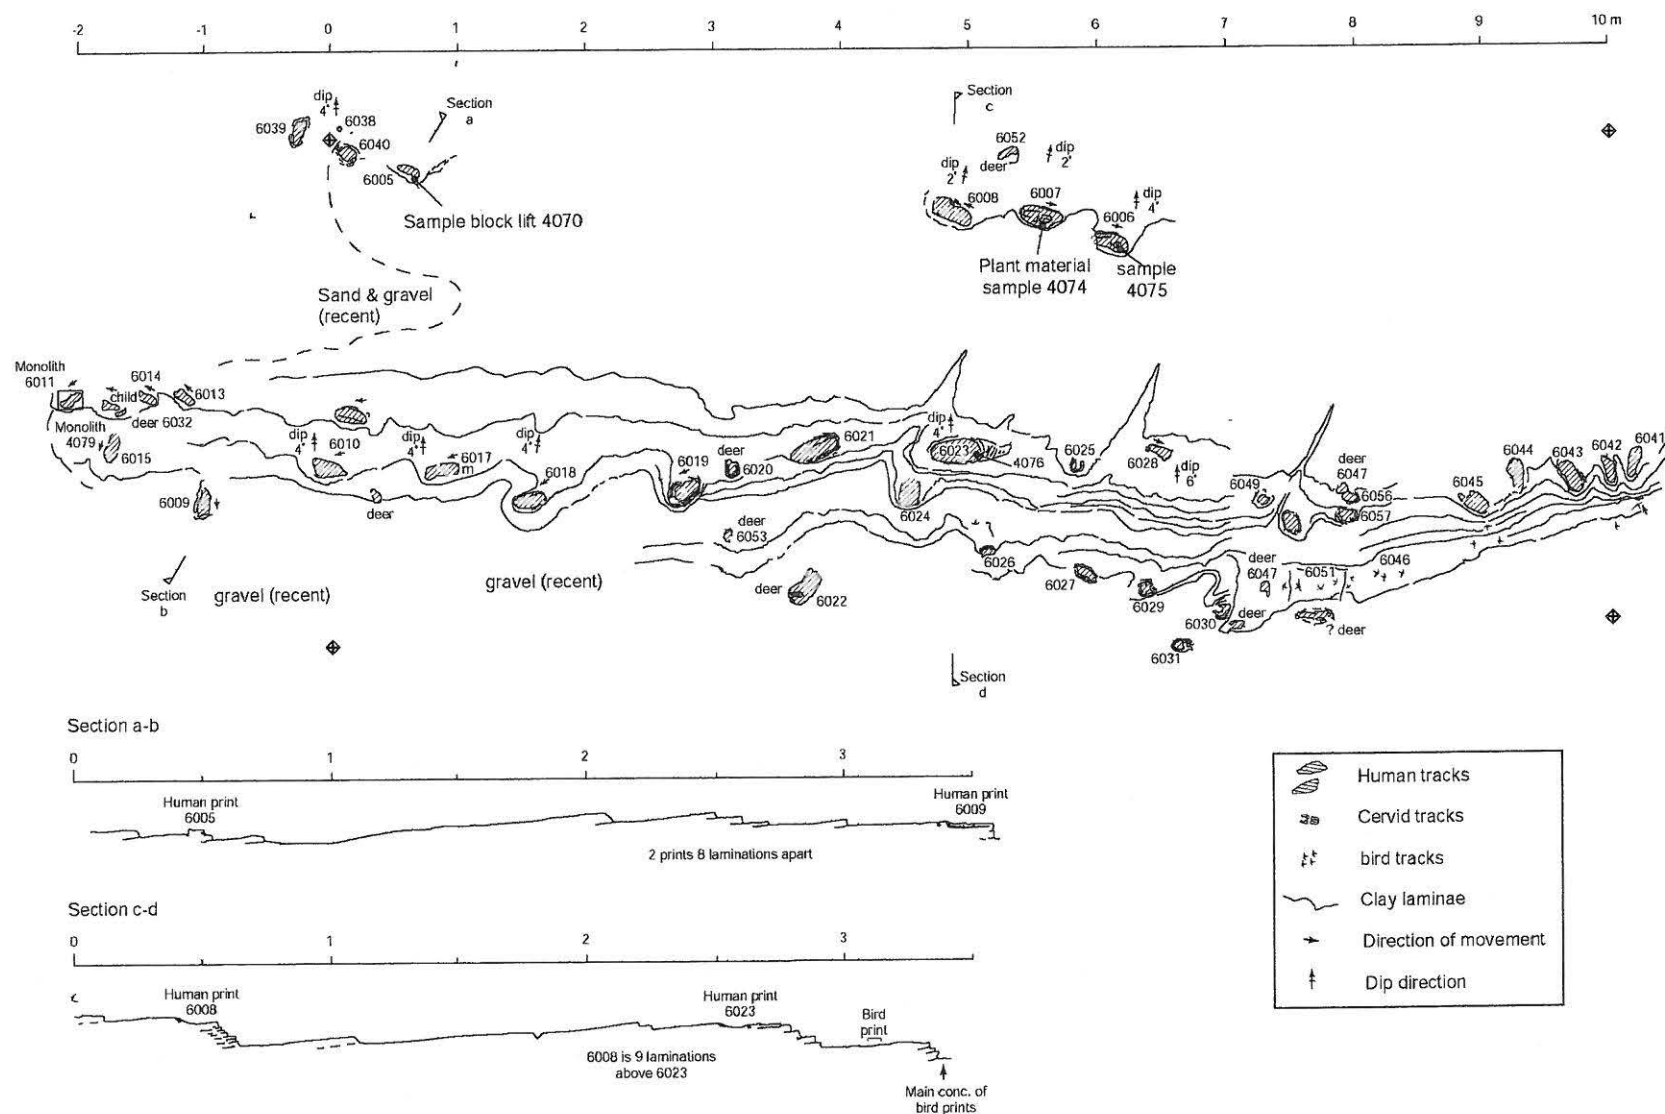 -2 -1 0 1 2 3 4 5 6 7 8 9 10 m
dip
4°
6039
6038
6040
6005
Section
a
Sample block lift 4070
Section
c
6052
deer
dip
2°
dip
2°
6008
6007
6006
dip
4°
Plant material
sample 4074
sample
4075
Sand & gravel
(recent)
Monolith
6011
6014
child
6013
deer 6032
Monolith
4079
6015
6009
dip
4°
6010
dip
4°
6017
m
deer
dip
4°
6018
6019
deer
6020
6021
dip
4°
6023
4076
6024
6025
6028
dip
6°
6049
deer
6047
6056
6057
6045
6044
6043
6042
6041
deer
6053
deer
6022
6026
6027
6029
6030
deer
6031
deer
6047
6051
6046
? deer
Section
b
gravel (recent)
gravel (recent)
Section
d
Section a-b
0 1 2 3
Human print
6005
Human print
6009
2 prints 8 laminations apart
Section c-d
0 1 2 3
Human print
6008
Human print
6023
Bird
print
6008 is 9 laminations
above 6023
Main conc. of
bird prints
Human tracks
Cervid tracks
bird tracks
Clay laminae
Direction of movement
Dip direction